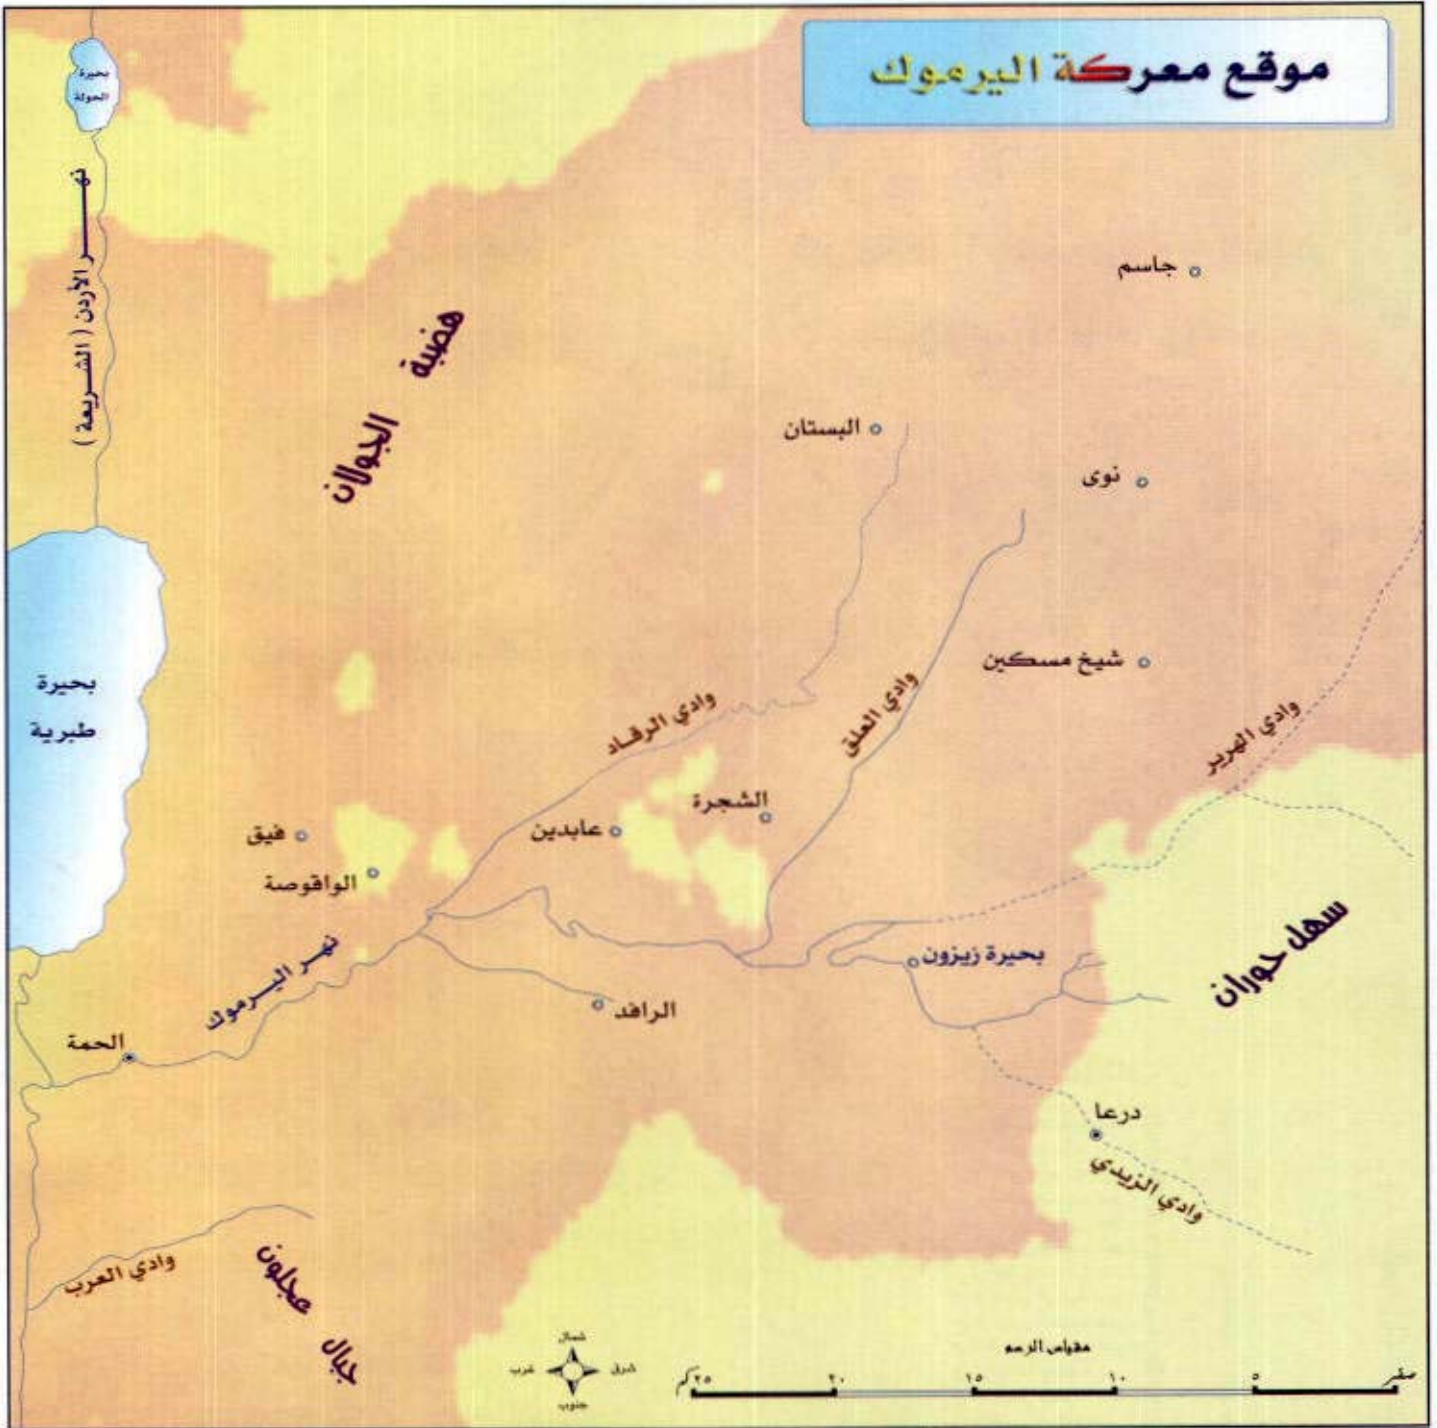 موقع معركة اليرموك
بحيرة
الحولة
نهر الأردن ( الشريعة )
جاسم
هضبة الجولان
البستان
نوى
شيخ مسكين
بحيرة
طبرية
وادي الرقاد
وادي العلق
وادي الهرير
الشجرة
عابدين
فيق
الواقوصة
سهل حوران
نهر اليرموك
بحيرة زيزون
الرافد
الحمة
درعا
وادي الزيدي
وادي العرب
جبال عجلون
شمال
شرق
غرب
جنوب
مقياس الرسم
صفر ٥ ١٠ ١٥ ٢٠ ٢٥ كم